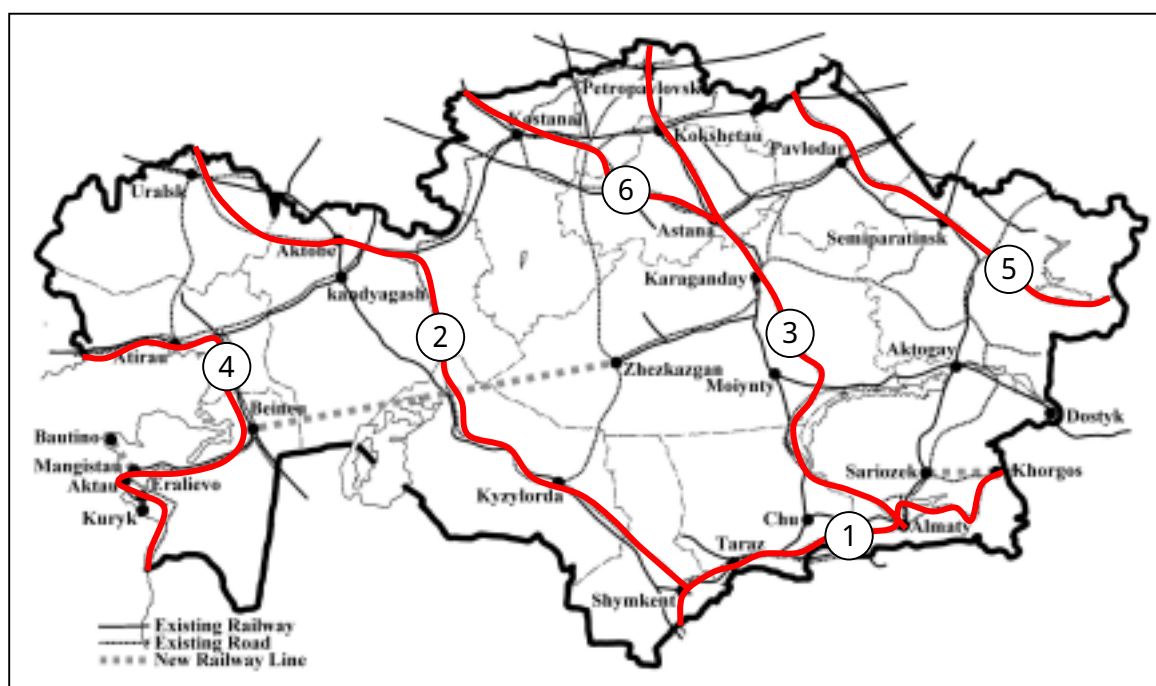 Petropavlovsk
Kostanai
Kokshetau
Pavlodar
Uralsk
6
Astana
Semiparatinsk
Aktobe
Karaganday
5
kandyagash
2
3
Atirau
4
Zhezkazgan
Moiynty
Aktogay
Beineu
Dostyk
Bautino
Mangistau
Sariozek
Khorgos
Aktau
Eralievo
Kyzylorda
Kuryk
Chu
Almaty
1
Taraz
Shymkent
Existing Railway
Existing Road
New Railway Line